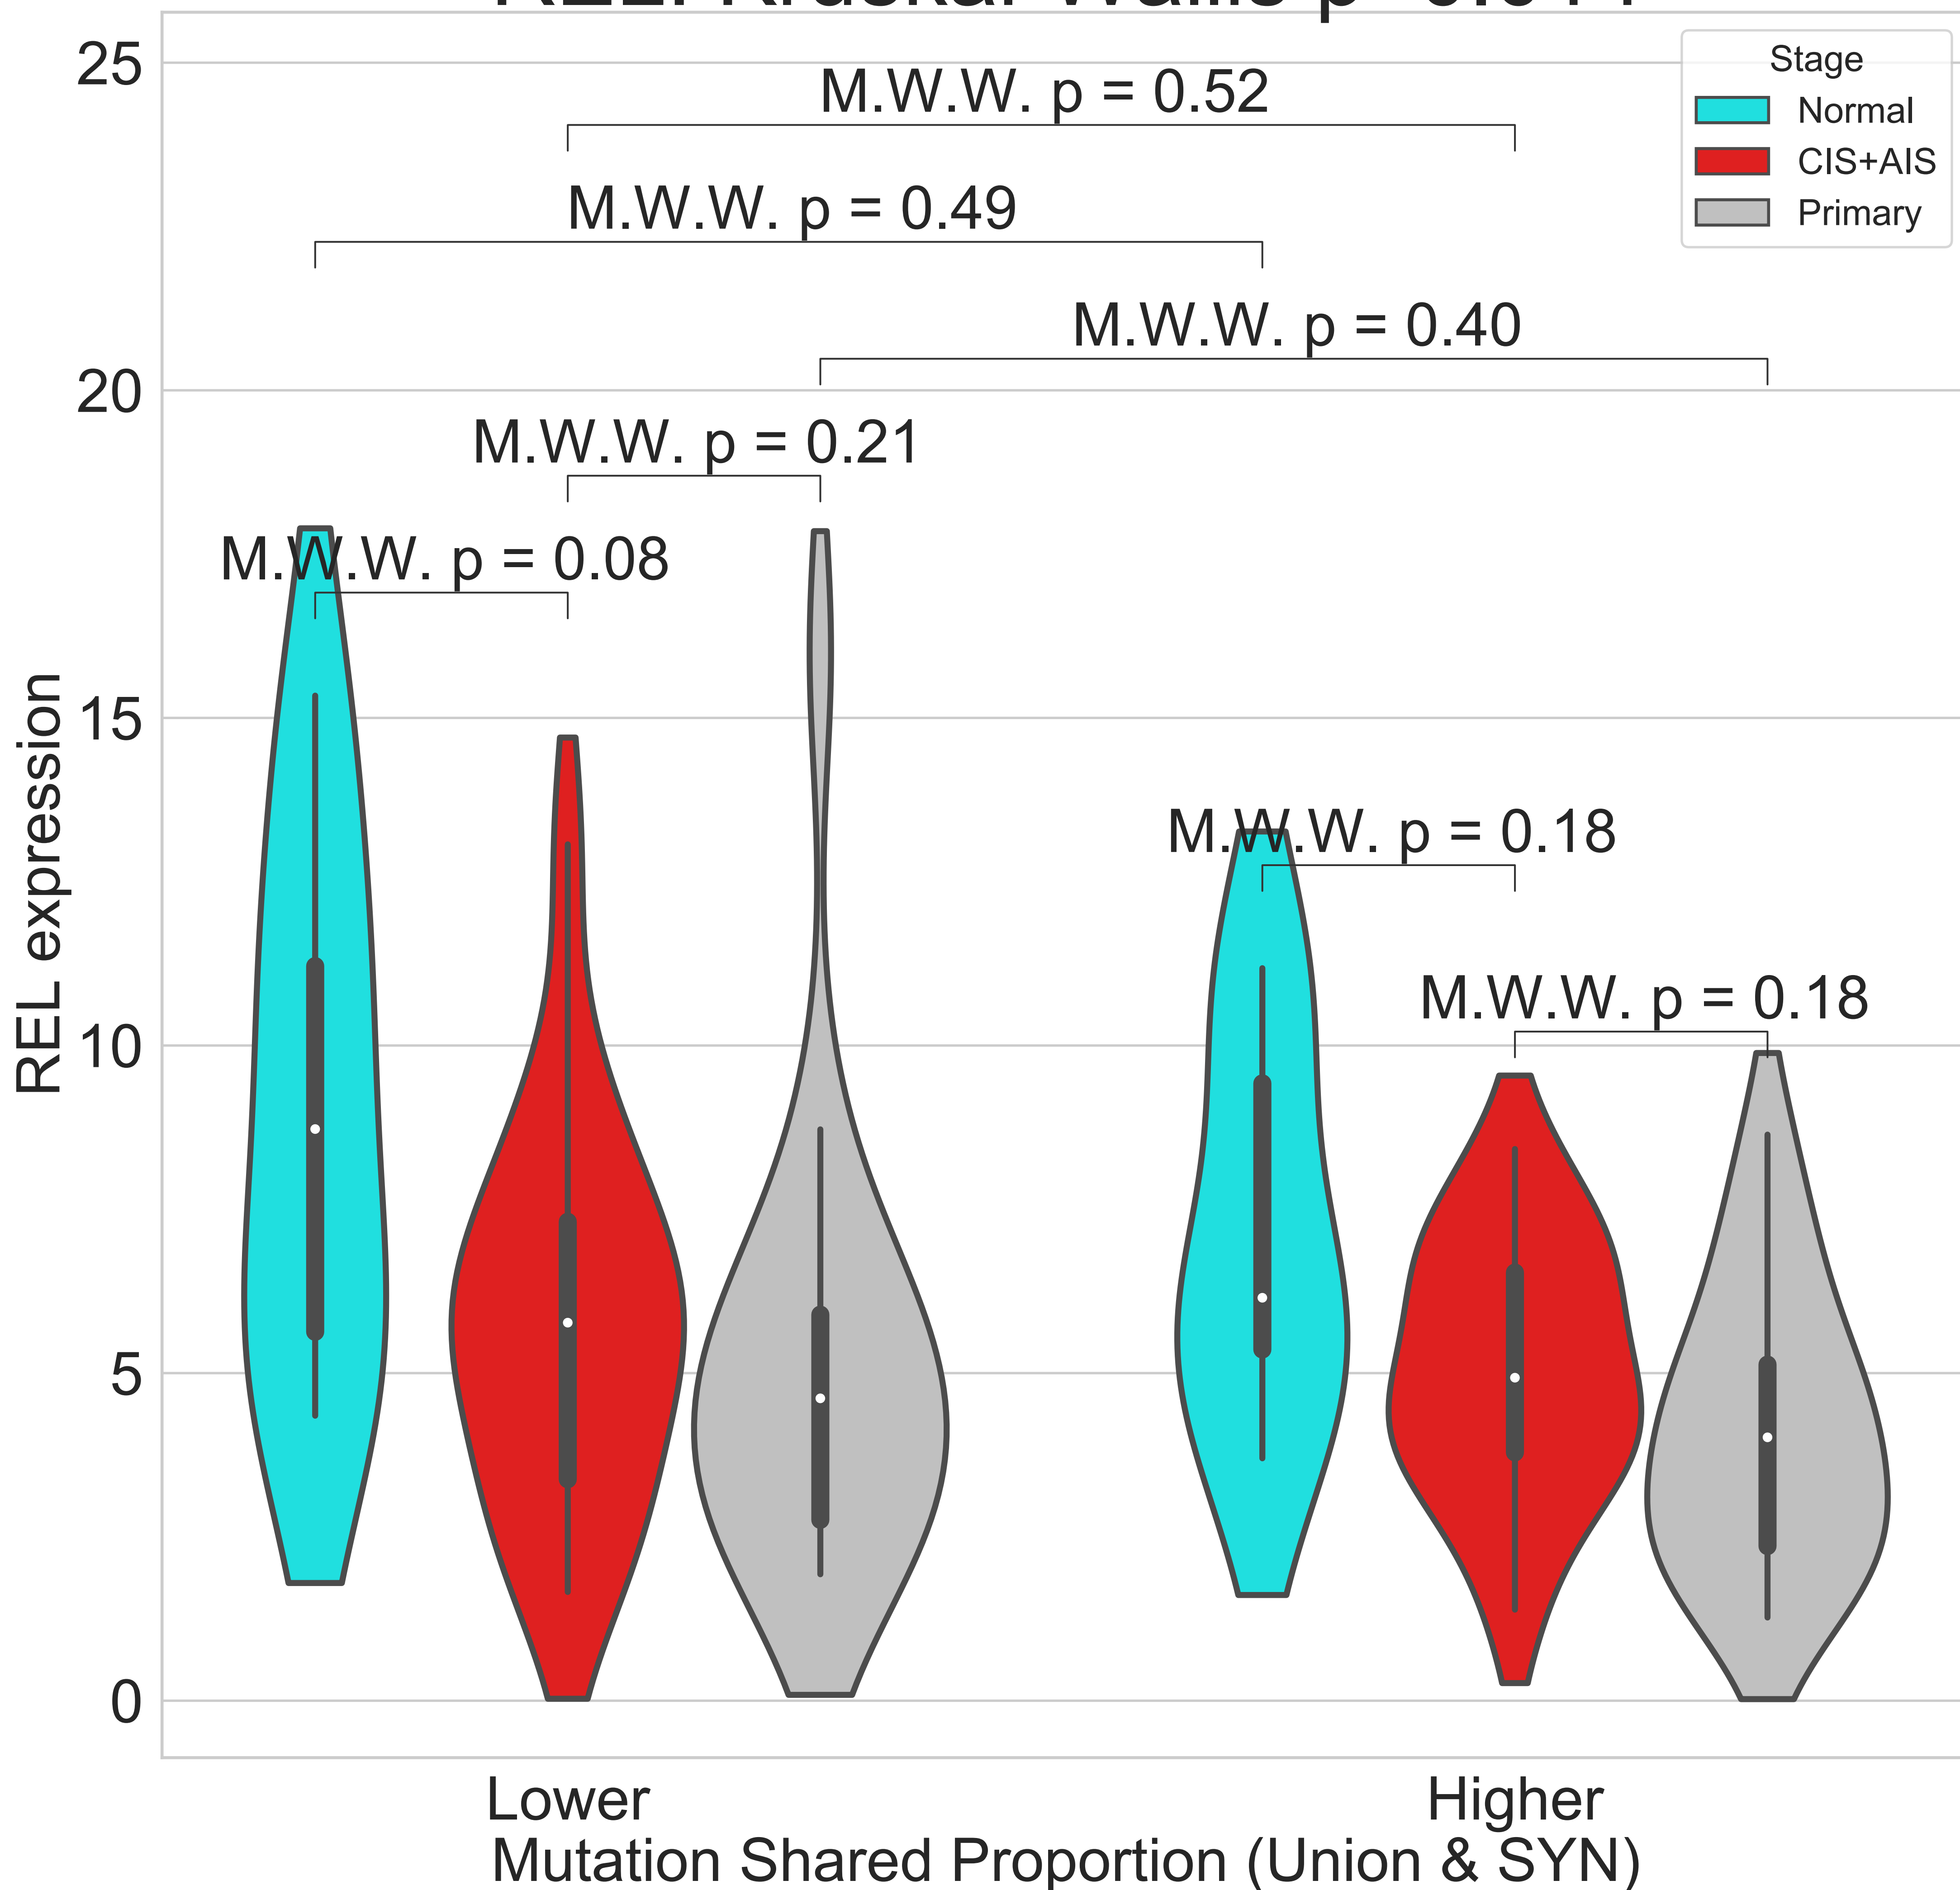 25
M.W.W. p = 0.52
Stage
Normal
CIS+AIS
Primary
M.W.W. p = 0.49
M.W.W. p = 0.40
20
M.W.W. p = 0.21
M.W.W. p = 0.08
15
M.W.W. p = 0.18
M.W.W. p = 0.18
10
REL expression
5
0
Lower
Higher
Mutation Shared Proportion (Union & SYN)